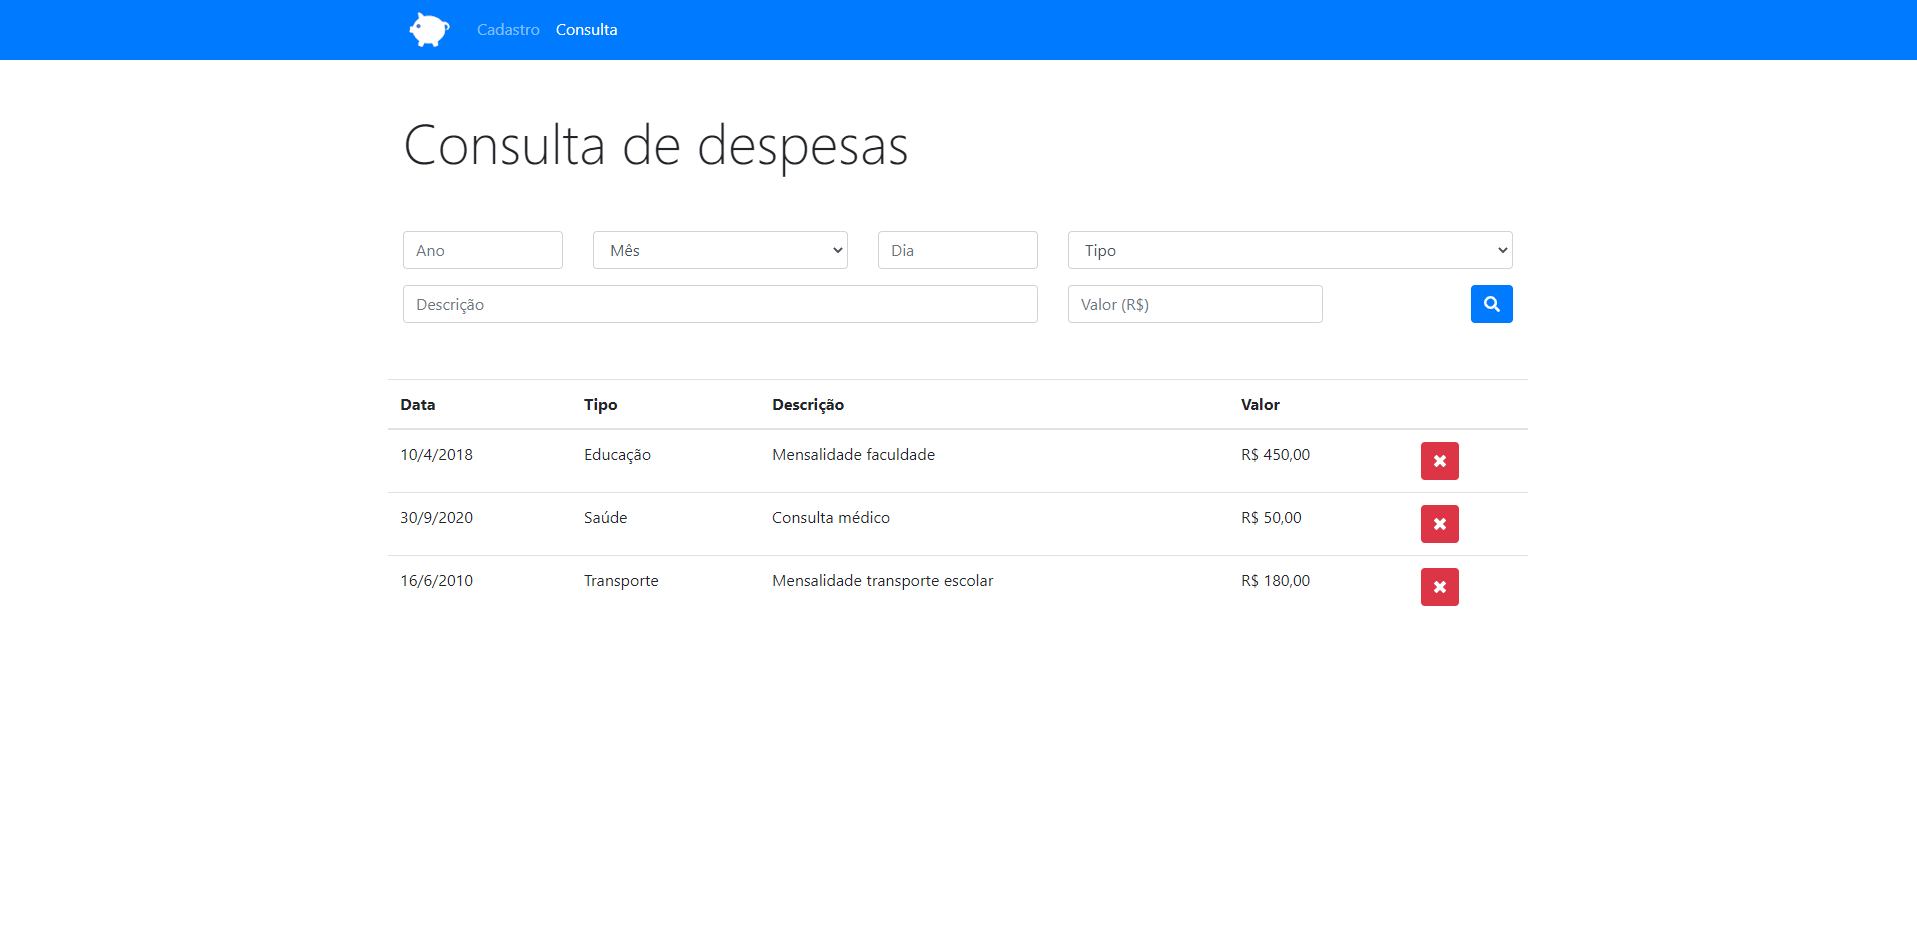 Cadastro Consulta
Consulta de despesas
Ano Mês Dia Tipo
Descrição Valor (R$)
Data Tipo Descrição Valor
10/4/2018 Educação Mensalidade faculdade R$ 450,00
30/9/2020 Saúde Consulta médico R$ 50,00
16/6/2010 Transporte Mensalidade transporte escolar R$ 180,00